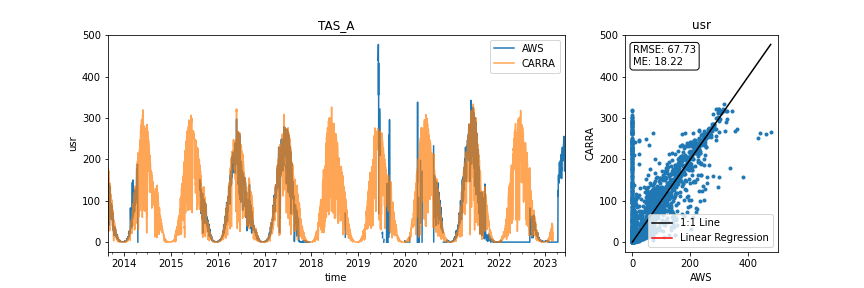 TAS_A
usr
500
400
300
200
100
0
usr
AWS
CARRA
2014
2015
2016
2017
2018
2019
2020
2021
2022
2023
time
500
400
300
200
100
0
CARRA
RMSE: 67.73
ME: 18.22
1:1 Line
Linear Regression
0
200
400
AWS